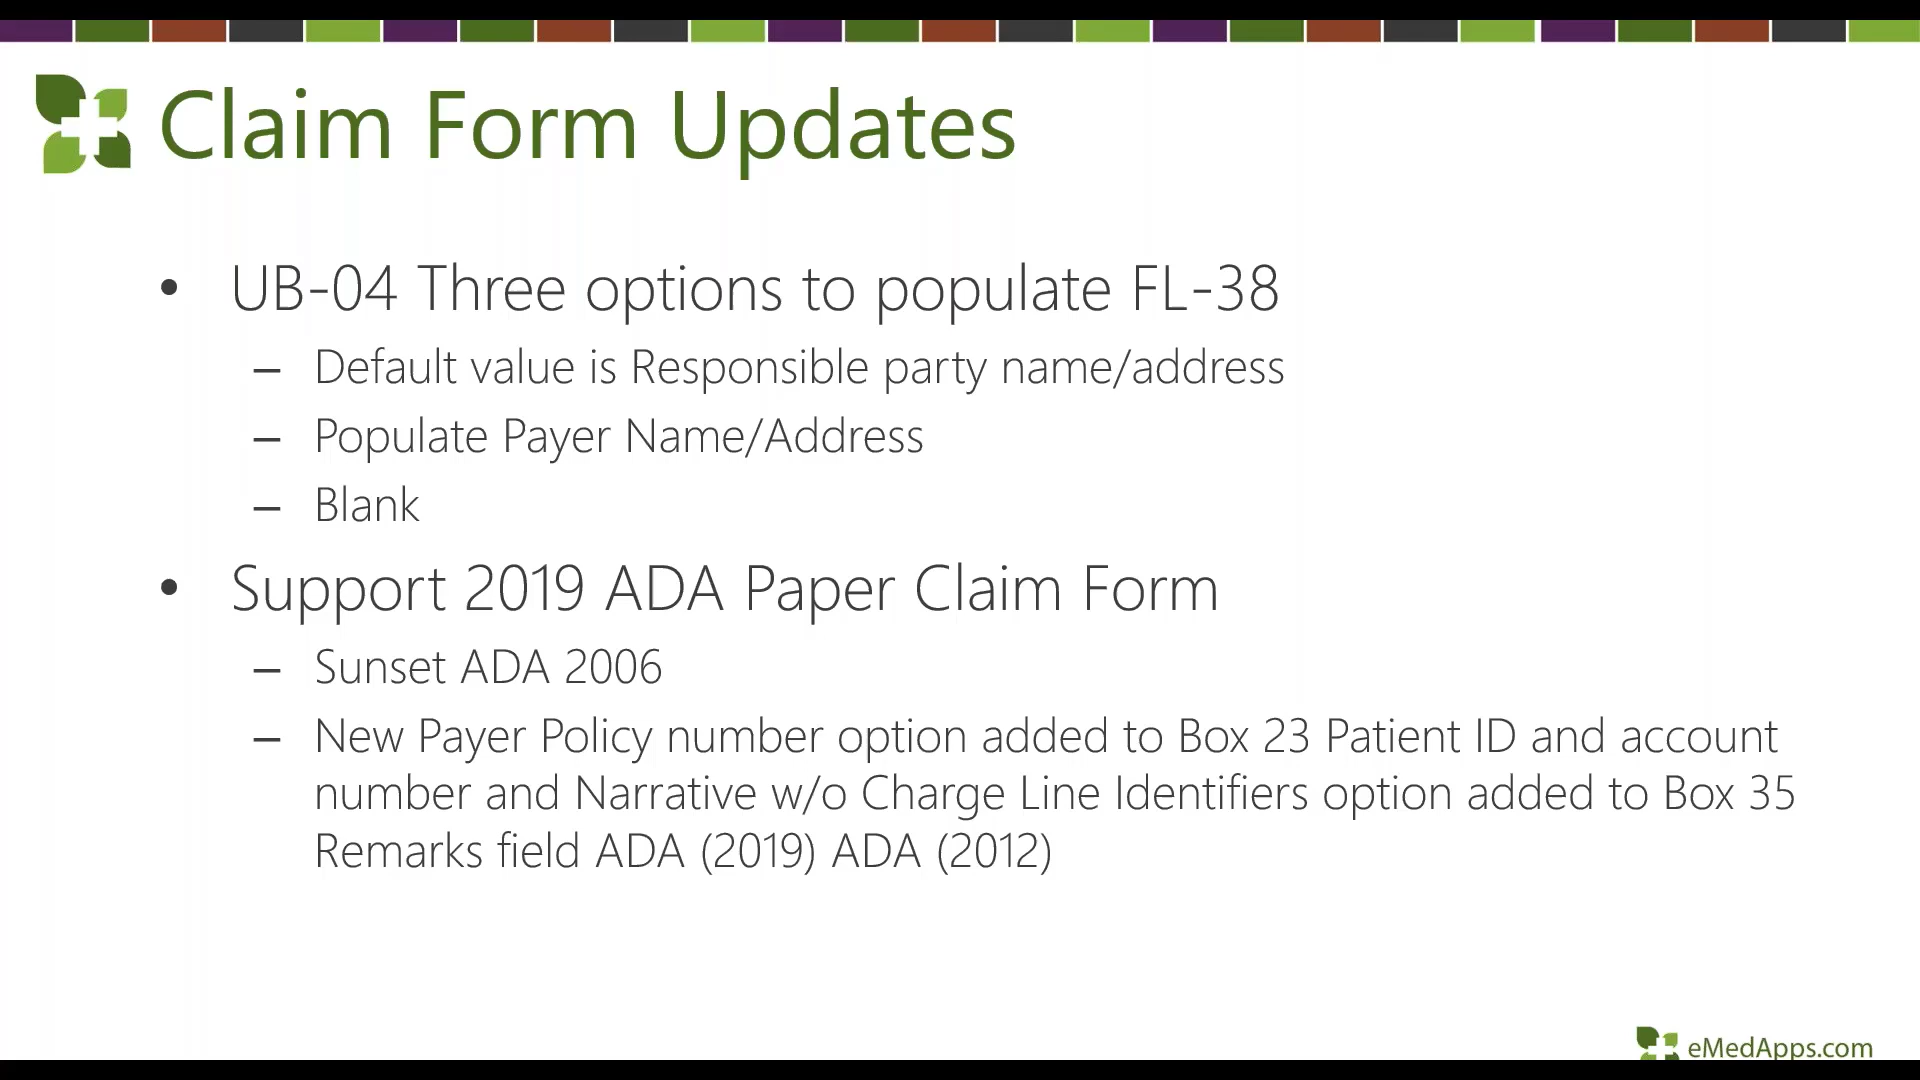 Claim Form Updates
• UB-04 Three options to populate FL-38
– Default value is Responsible party name/address
– Populate Payer Name/Address
– Blank
• Support 2019 ADA Paper Claim Form
– Sunset ADA 2006
– New Payer Policy number option added to Box 23 Patient ID and account
number and Narrative w/o Charge Line Identifiers option added to Box 35
Remarks field ADA (2019) ADA (2012)
eMedApps.com